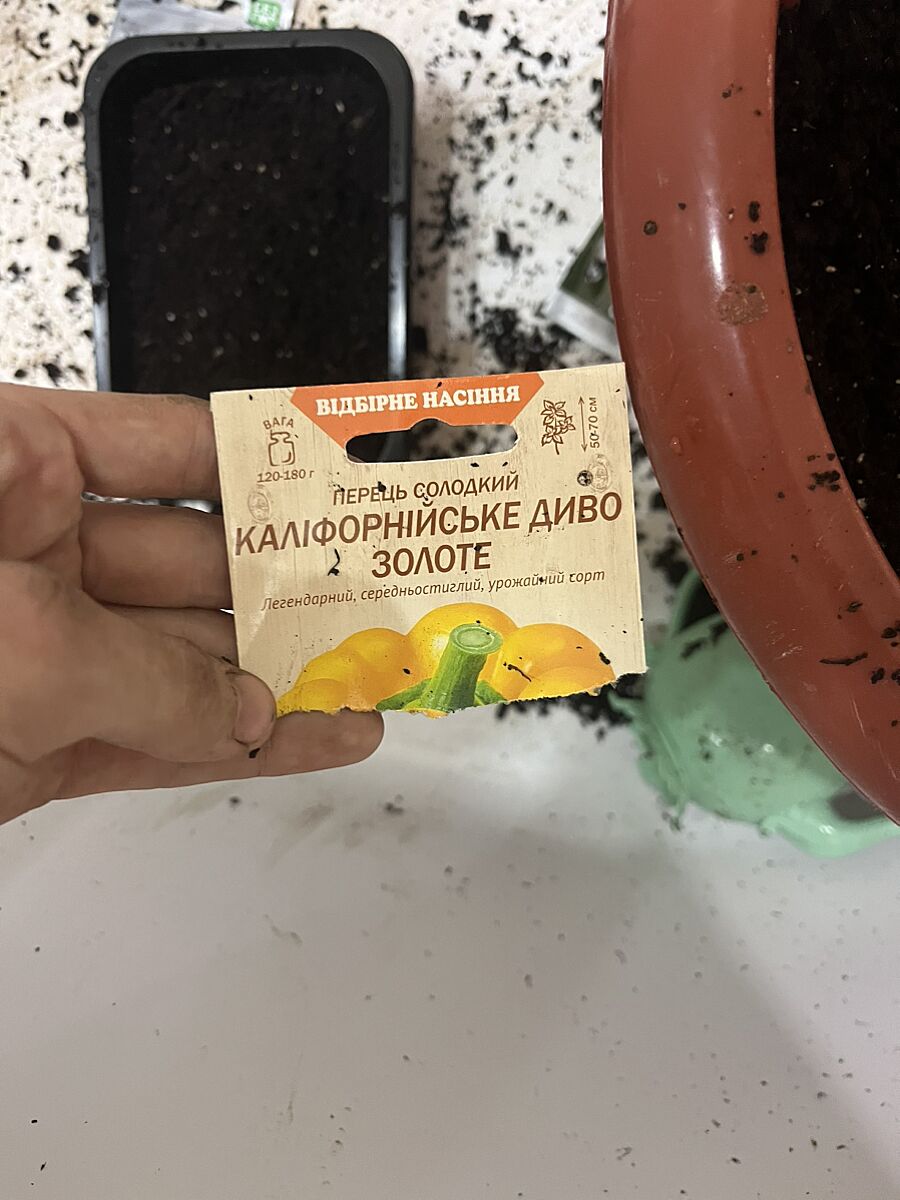 ВІДБІРНЕ НАСІННЯ
ВАГА
120-180 г
50-70 см
ПЕРЕЦЬ СОЛОДКИЙ
КАЛІФОРНІЙСЬКЕ ДИВО
ЗОЛОТЕ
Легендарний, середньостиглий, урожайний сорт